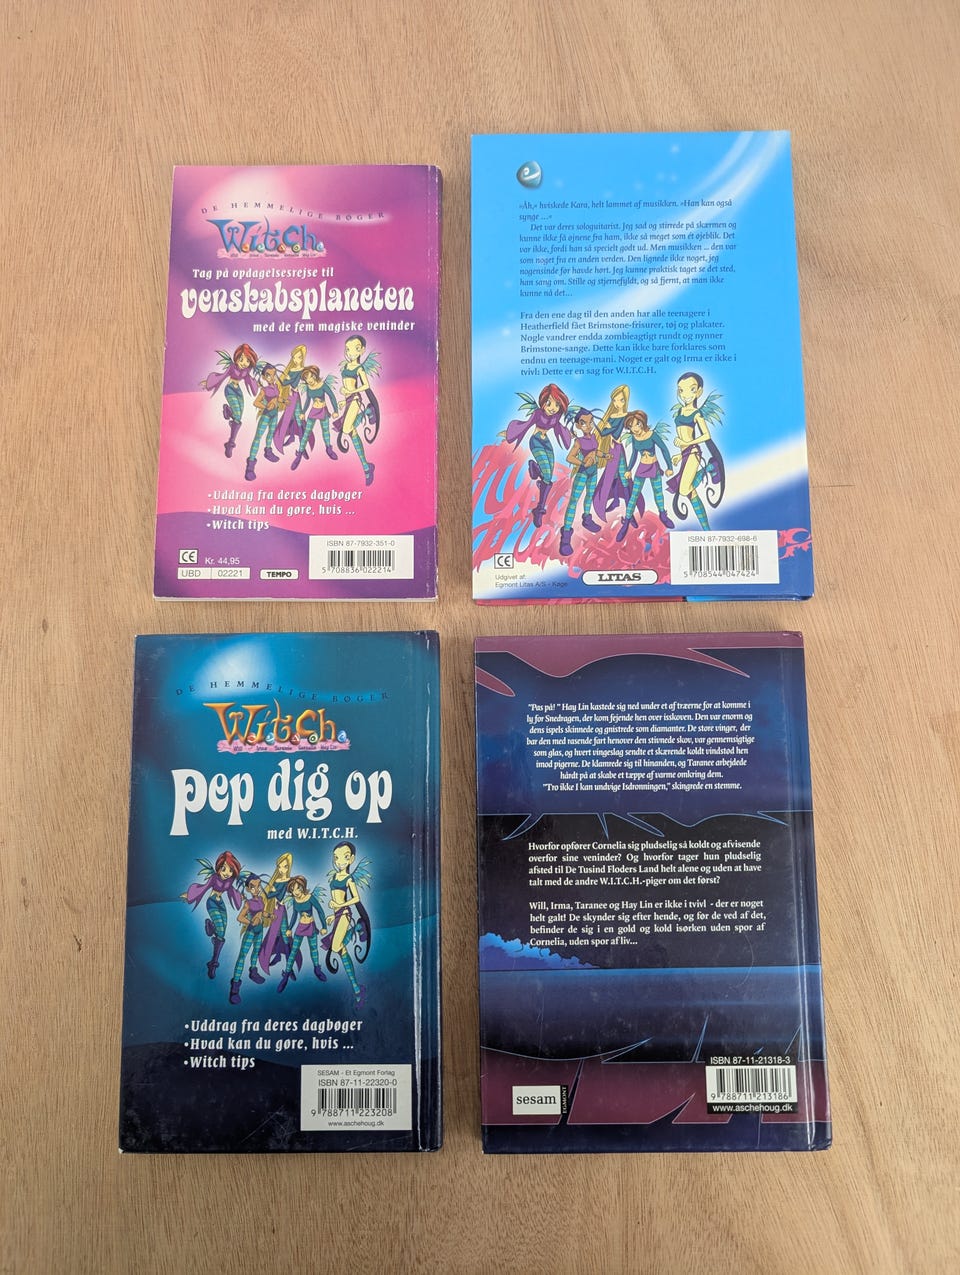 DE HEMMELIGE BØGER
W.i.t.c.h.
Will Irma Taranee Cornelia Hay Lin
Tag på opdagelsesrejse til
venskabsplaneten
med de fem magiske veninder
•Uddrag fra deres dagbøger
•Hvad kan du gøre, hvis ...
•Witch tips
CE Kr. 44,95
UBD 02221 TEMPO
ISBN 87-7932-351-0
5 708836 022214
»Åh,« hviskede Kara, helt lammet af musikken. »Han kan også
synge ...«
Det var deres sologuitarist. Jeg sad og stirrede på skærmen og
kunne ikke få øjnene fra ham, ikke så meget som ét øjeblik. Det
var ikke, fordi han så specielt godt ud. Men musikken ... den var
som noget fra en anden verden. Den lignede ikke noget, jeg
nogensinde før havde hørt. Jeg kunne praktisk taget se det sted,
han sang om. Stille og stjernefyldt, og så fjernt, at man ikke
kunne nå det...
Fra den ene dag til den anden har alle teenagere i
Heatherfield fået Brimstone-frisurer, tøj og plakater.
Nogle vandrer endda zombieagtigt rundt og nynner
Brimstone-sange. Dette kan ikke bare forklares som
endnu en teenage-mani. Noget er galt og Irma er ikke i
tvivl: Dette er en sag for W.I.T.C.H.
CE
Udgivet af:
Egmont Litas A/S - Køge
LITAS
ISBN 87-7932-698-6
5 708544 047424
DE HEMMELIGE BØGER
W.i.t.c.h.
Will Irma Taranee Cornelia Hay Lin
Pep dig op
med W.I.T.C.H.
•Uddrag fra deres dagbøger
•Hvad kan du gøre, hvis ...
•Witch tips
SESAM - Et Egmont Forlag
ISBN 87-11-22320-0
9 788711 223208
www.aschehoug.dk
"Pas på! " Hay Lin kastede sig ned under et af træerne for at komme i
ly for Snedragen, der kom fejende hen over isskoven. Den var enorm og
dens ispels skinnede og gnistrede som diamanter. De store vinger, der
bar den med rasende fart henover den stivnede skov, var gennemsigtige
som glas, og hvert vingeslag sendte et skærende koldt vindstød hen
imod pigerne. De klamrede sig til hinanden, og Taranee arbejdede
hårdt på at skabe et tæppe af varme omkring dem.
"Tro ikke I kan undvige Isdronningen," skingrede en stemme.
Hvorfor opfører Cornelia sig pludselig så koldt og afvisende
overfor sine veninder? Og hvorfor tager hun pludselig
afsted til De Tusind Floders Land helt alene og uden at have
talt med de andre W.I.T.C.H.-piger om det først?
Will, Irma, Taranee og Hay Lin er ikke i tvivl - der er noget
helt galt! De skynder sig efter hende, og før de ved af det,
befinder de sig i en gold og kold isørken uden spor af
Cornelia, uden spor af liv...
sesam
EGMONT
ISBN 87-11-21318-3
9 788711 213186
www.aschehoug.dk